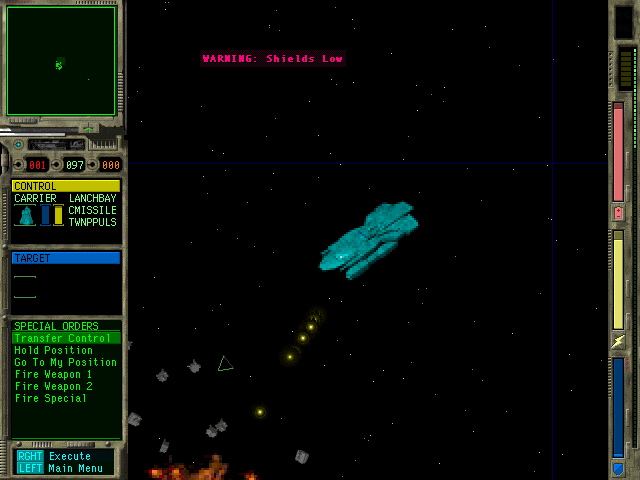 WARNING: Shields Low
001 097 000
CONTROL
CARRIER LANCHBAY
CMISSILE
TWNPPULS
TARGET
SPECIAL ORDERS
Transfer Control
Hold Position
Go To My Position
Fire Weapon 1
Fire Weapon 2
Fire Special
RGHT Execute
LEFT Main Menu